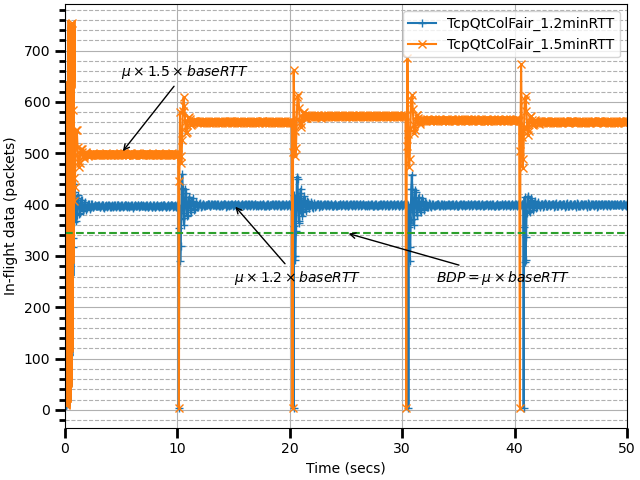 TcpQtColFair_1.2minRTT
TcpQtColFair_1.5minRTT
μ × 1.5 × baseRTT
μ × 1.2 × baseRTT
BDP = μ × baseRTT
In-flight data (packets)
700
600
500
400
300
200
100
0
0 10 20 30 40 50
Time (secs)